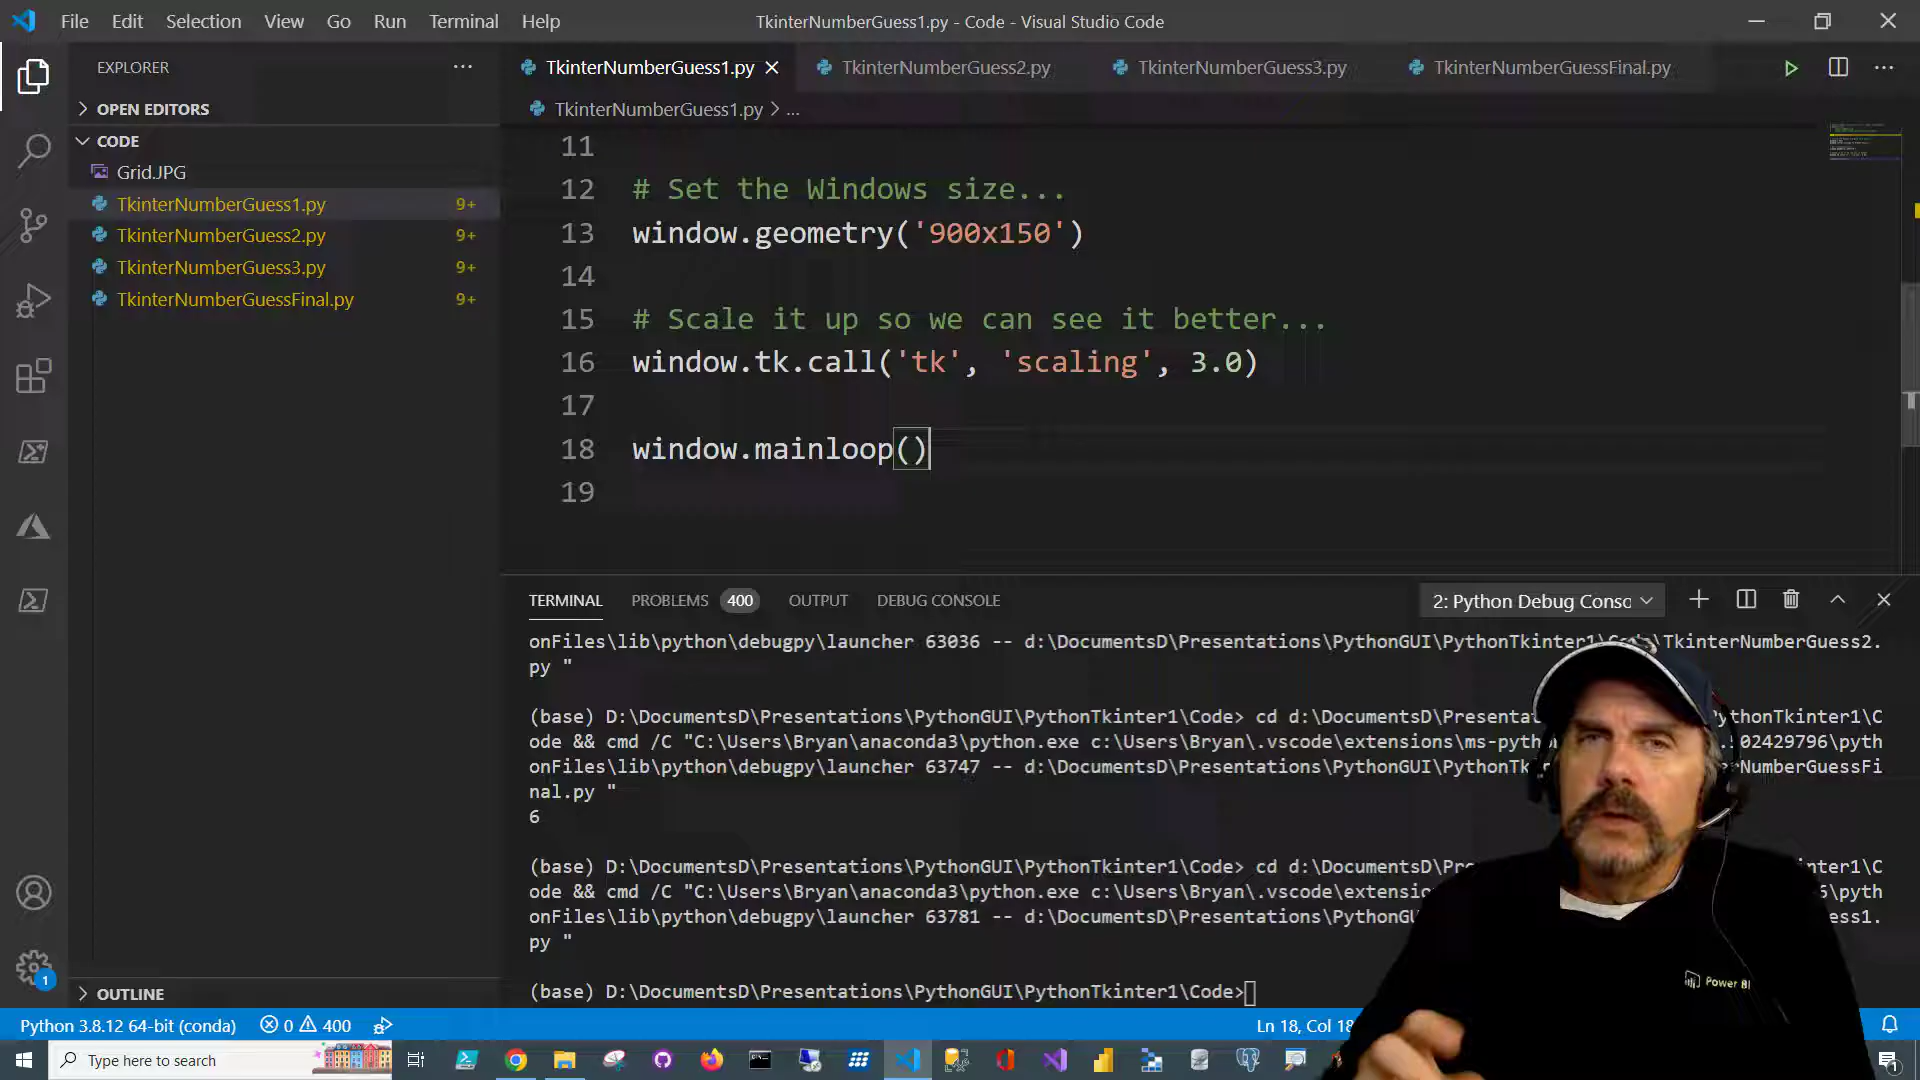 File Edit Selection View Go Run Terminal Help
TkinterNumberGuess1.py - Code - Visual Studio Code
EXPLORER
OPEN EDITORS
CODE
Grid.JPG
TkinterNumberGuess1.py 9+
TkinterNumberGuess2.py 9+
TkinterNumberGuess3.py 9+
TkinterNumberGuessFinal.py 9+
OUTLINE
TkinterNumberGuess1.py TkinterNumberGuess2.py TkinterNumberGuess3.py TkinterNumberGuessFinal.py
TkinterNumberGuess1.py > ...
11
12 # Set the Windows size...
13 window.geometry('900x150')
14
15 # Scale it up so we can see it better...
16 window.tk.call('tk', 'scaling', 3.0)
17
18 window.mainloop()
19
TERMINAL PROBLEMS 400 OUTPUT DEBUG CONSOLE 2: Python Debug Conso
onFiles\lib\python\debugpy\launcher 63036 -- d:\DocumentsD\Presentations\PythonGUI\PythonTkinter1\Code\TkinterNumberGuess2.
py "
(base) D:\DocumentsD\Presentations\PythonGUI\PythonTkinter1\Code> cd d:\DocumentsD\Presenta ythonTkinter1\C
ode && cmd /C "C:\Users\Bryan\anaconda3\python.exe c:\Users\Bryan\.vscode\extensions\ms-pyth .502429796\pyth
onFiles\lib\python\debugpy\launcher 63747 -- d:\DocumentsD\Presentations\PythonGUI\PythonTk NumberGuessFi
nal.py "
6
(base) D:\DocumentsD\Presentations\PythonGUI\PythonTkinter1\Code> cd d:\DocumentsD\Pre inter1\C
ode && cmd /C "C:\Users\Bryan\anaconda3\python.exe c:\Users\Bryan\.vscode\extensio 6\pyth
onFiles\lib\python\debugpy\launcher 63781 -- d:\DocumentsD\Presentations\PythonGU ess1.
py "
(base) D:\DocumentsD\Presentations\PythonGUI\PythonTkinter1\Code>
Power BI
Python 3.8.12 64-bit (conda) 0 400 Ln 18, Col 18
1
Type here to search
1